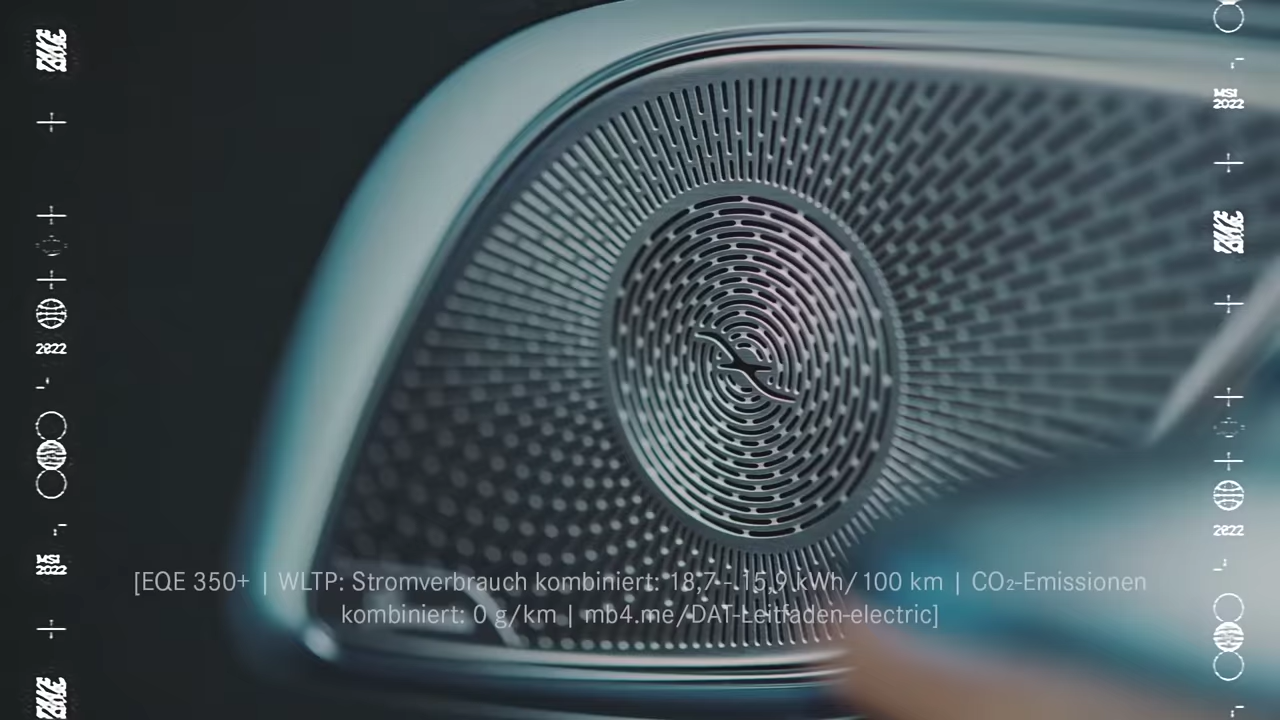 2022
MSI
2022
[EQE 350+ | WLTP: Stromverbrauch kombiniert: 18,7 – 15,9 kWh/100 km | CO₂-Emissionen
kombiniert: 0 g/km | mb4.me/DAT-Leitfaden-electric]
MSI
2022
2022